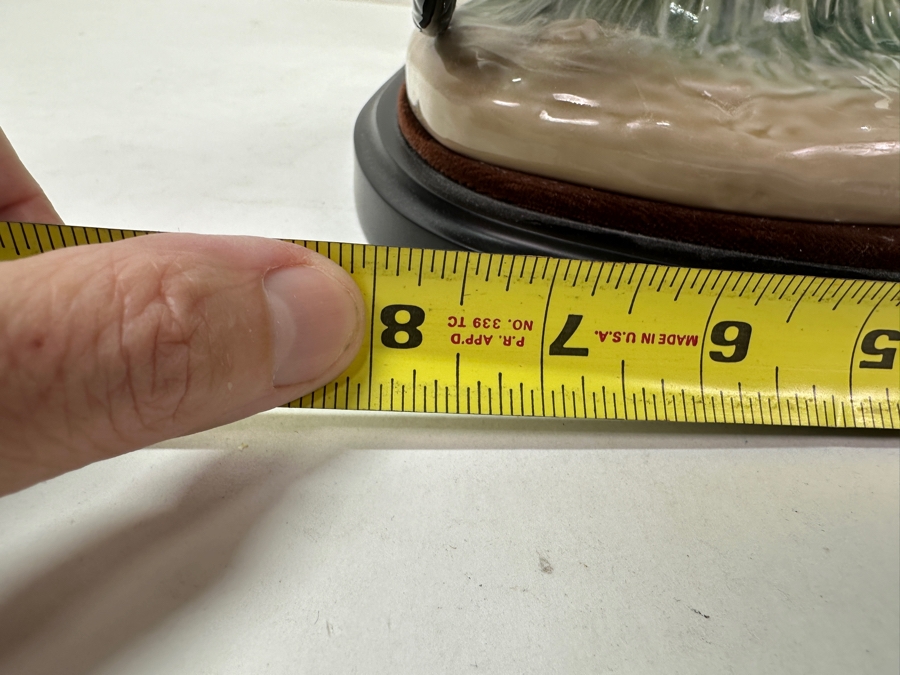 5 6 MADE IN U.S.A. 7 P.R. APP'D 8
NO. 339 TC